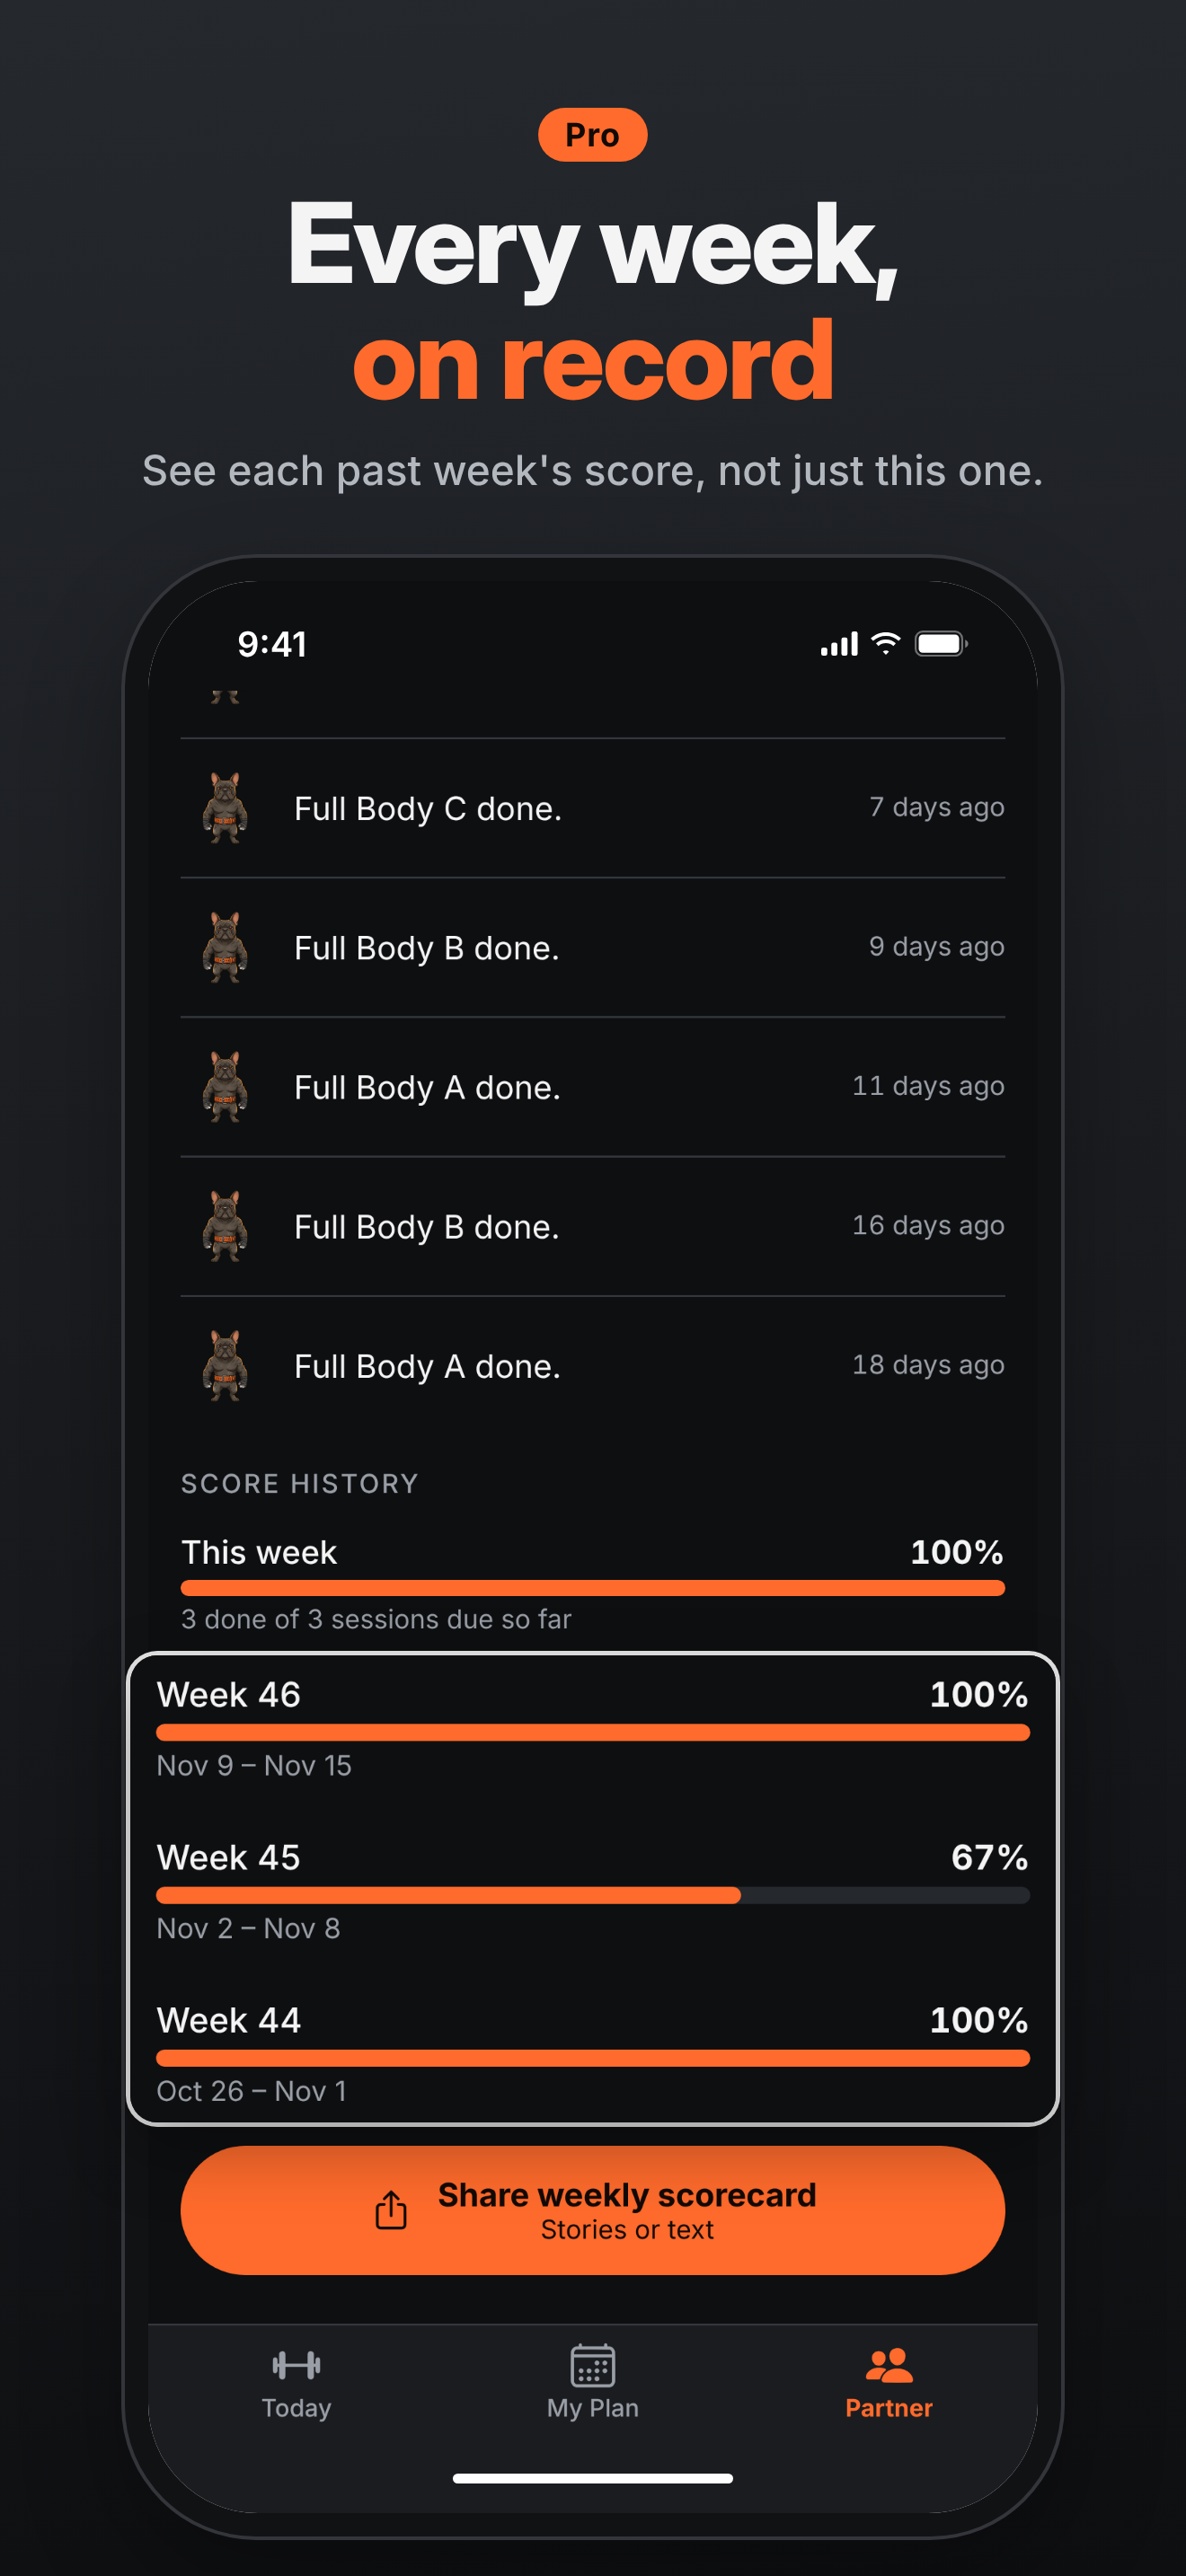 Pro
Every week,
on record
See each past week's score, not just this one.
9:41
Full Body C done.
7 days ago
Full Body B done.
9 days ago
Full Body A done.
11 days ago
Full Body B done.
16 days ago
Full Body A done.
18 days ago
SCORE HISTORY
This week
100%
3 done of 3 sessions due so far
Week 46
100%
Nov 9 – Nov 15
Week 45
67%
Nov 2 – Nov 8
Week 44
100%
Oct 26 – Nov 1
Share weekly scorecard
Stories or text
Today
My Plan
Partner